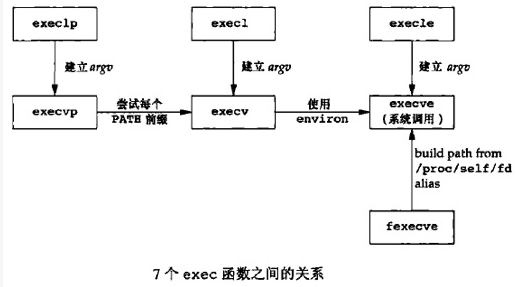 execlp
execl
execle
建立 argv
建立 argv
建立 argv
execvp
尝试每个
PATH 前缀
execv
使用
environ
execve
(系统调用)
build path from
/proc/self/fd
alias
fexecve
7 个 exec 函数之间的关系